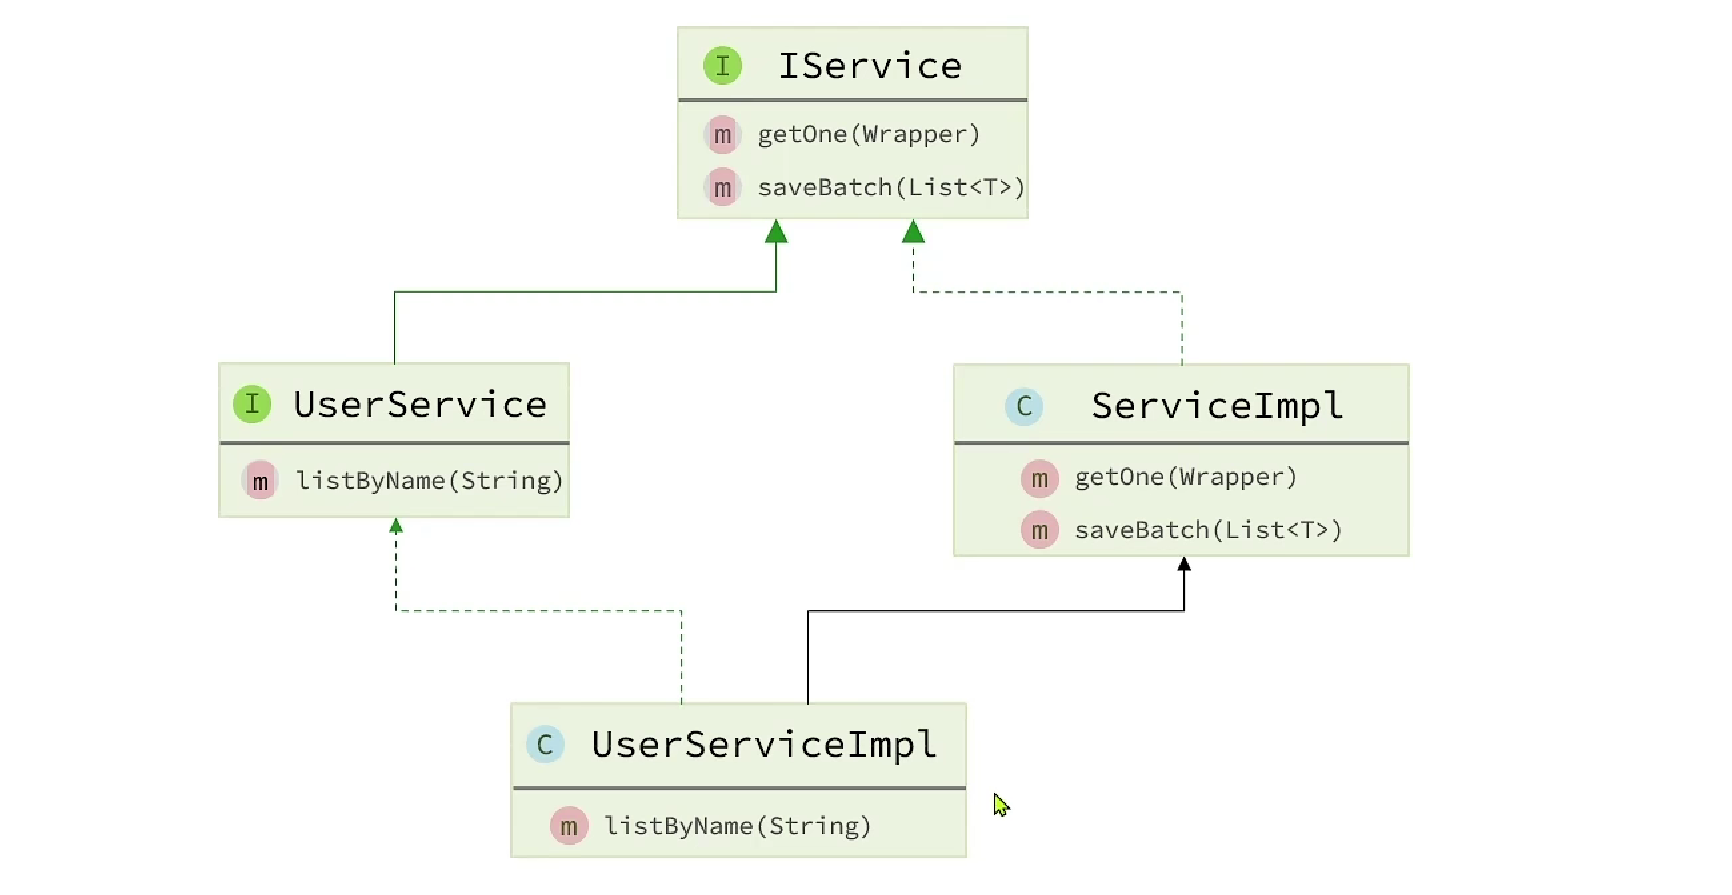 I IService
m getOne(Wrapper)
m saveBatch(List<T>)
I UserService
m listByName(String)
C ServiceImpl
m getOne(Wrapper)
m saveBatch(List<T>)
C UserServiceImpl
m listByName(String)